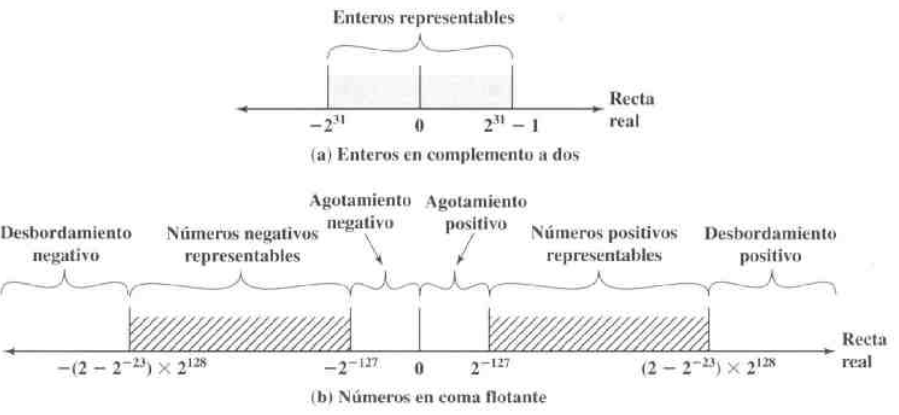 Enteros representables
Recta
real
−2³¹ 0 2³¹ − 1
(a) Enteros en complemento a dos
Agotamiento Agotamiento
negativo positivo
Desbordamiento Números negativos Números positivos Desbordamiento
negativo representables representables positivo
Recta
real
−(2 − 2⁻²³) × 2¹²⁸ −2⁻¹²⁷ 0 2⁻¹²⁷ (2 − 2⁻²³) × 2¹²⁸
(b) Números en coma flotante